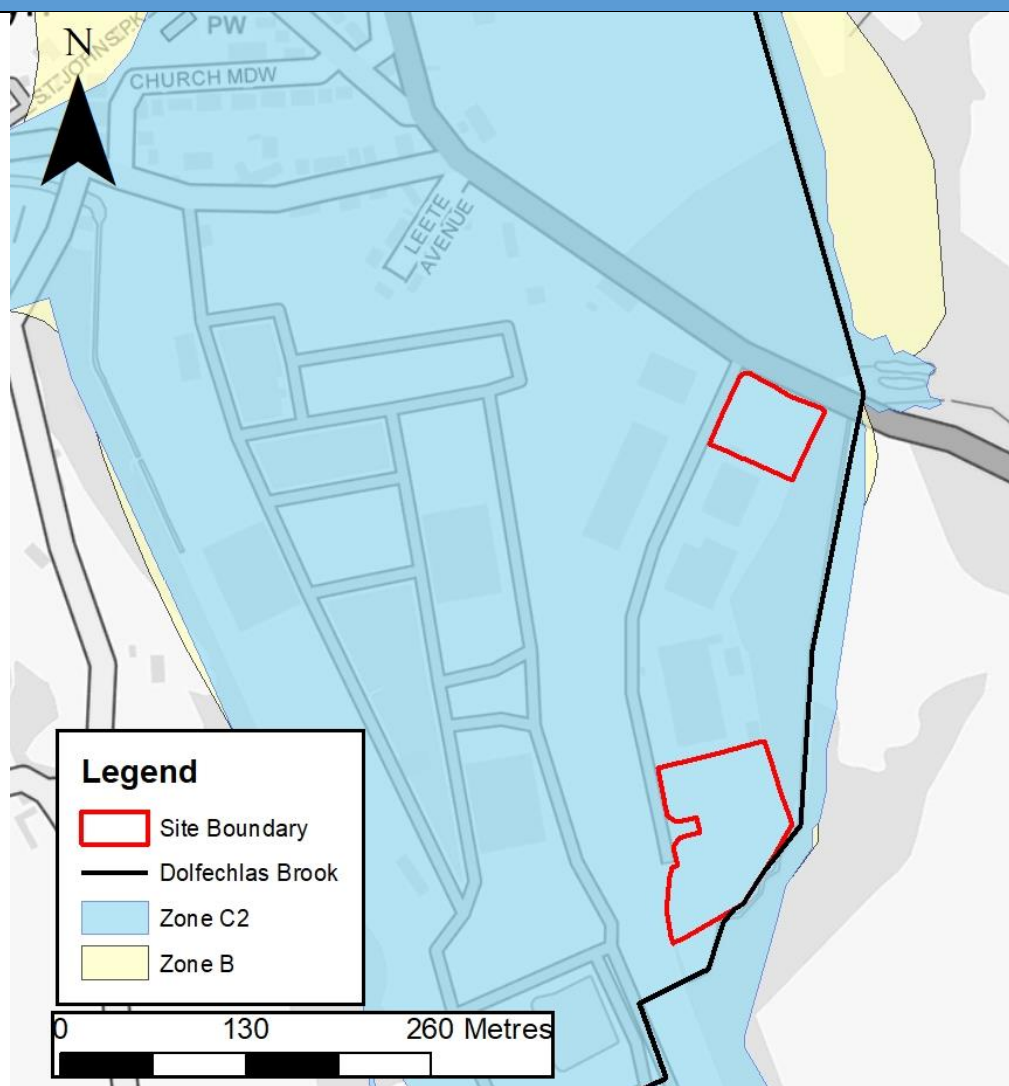 PW
ST. JOHNS PK
N
CHURCH MDW
LEETE
AVENUE
Legend
Site Boundary
Dolfechlas Brook
Zone C2
Zone B
0 130 260 Metres